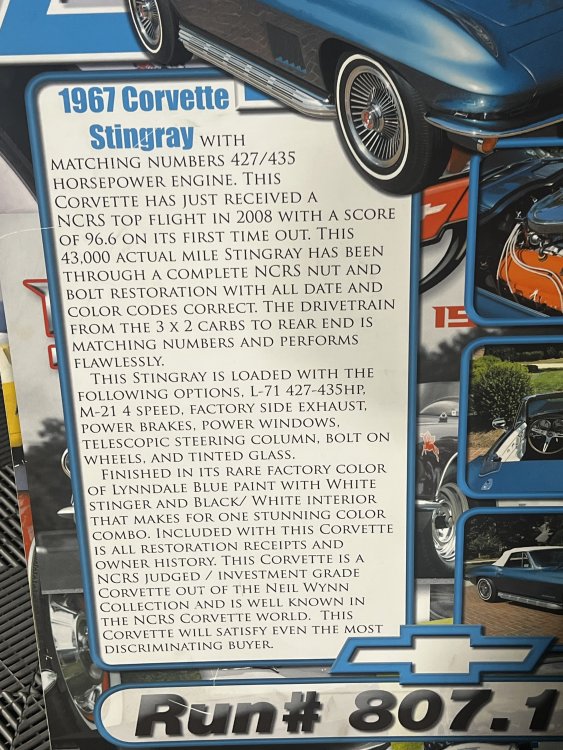 1967 Corvette
Stingray WITH
MATCHING NUMBERS 427/435
HORSEPOWER ENGINE. THIS
CORVETTE HAS JUST RECEIVED A
NCRS TOP FLIGHT IN 2008 WITH A SCORE
OF 96.6 ON ITS FIRST TIME OUT. THIS
43,000 ACTUAL MILE STINGRAY HAS BEEN
THROUGH A COMPLETE NCRS NUT AND
BOLT RESTORATION WITH ALL DATE AND
COLOR CODES CORRECT. THE DRIVETRAIN
FROM THE 3 X 2 CARBS TO REAR END IS
MATCHING NUMBERS AND PERFORMS
FLAWLESSLY.
THIS STINGRAY IS LOADED WITH THE
FOLLOWING OPTIONS, L-71 427-435HP,
M-21 4 SPEED, FACTORY SIDE EXHAUST,
POWER BRAKES, POWER WINDOWS,
TELESCOPIC STEERING COLUMN, BOLT ON
WHEELS, AND TINTED GLASS.
FINISHED IN ITS RARE FACTORY COLOR
OF LYNNDALE BLUE PAINT WITH WHITE
STINGER AND BLACK/ WHITE INTERIOR
THAT MAKES FOR ONE STUNNING COLOR
COMBO. INCLUDED WITH THIS CORVETTE
IS ALL RESTORATION RECEIPTS AND
OWNER HISTORY. THIS CORVETTE IS A
NCRS JUDGED / INVESTMENT GRADE
CORVETTE OUT OF THE NEIL WYNN
COLLECTION AND IS WELL KNOWN IN
THE NCRS CORVETTE WORLD. THIS
CORVETTE WILL SATISFY EVEN THE MOST
DISCRIMINATING BUYER.
Run# 807.1